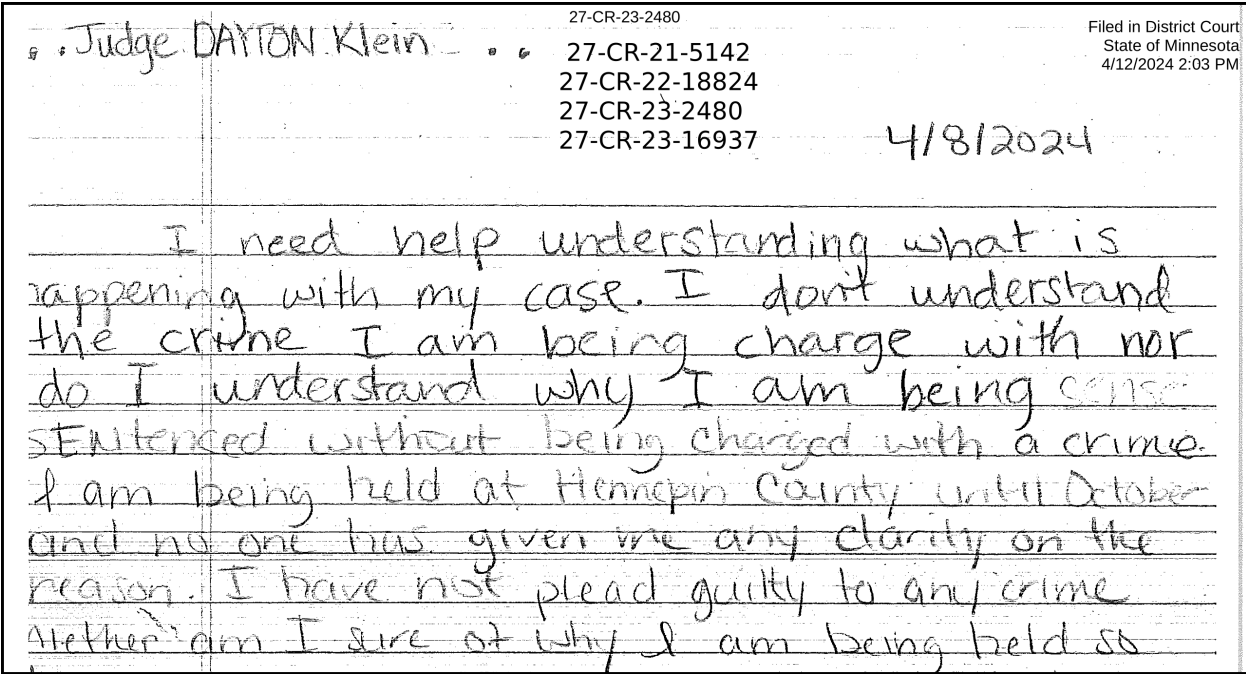 27-CR-23-2480
Filed in District Court
State of Minnesota
4/12/2024 2:03 PM
Judge DAYTON Klein
27-CR-21-5142
27-CR-22-18824
27-CR-23-2480
27-CR-23-16937
4/8/2024
I need help understanding what is
happening with my case. I don't understand
the crime I am being charge with nor
do I understand why I am being sense
SENtenced without being charged with a crime.
I am being held at Hennepin County until October
and no one has given me any clarity on the
reason. I have not plead guilty to any crime
Nether am I sure of why I am being held so